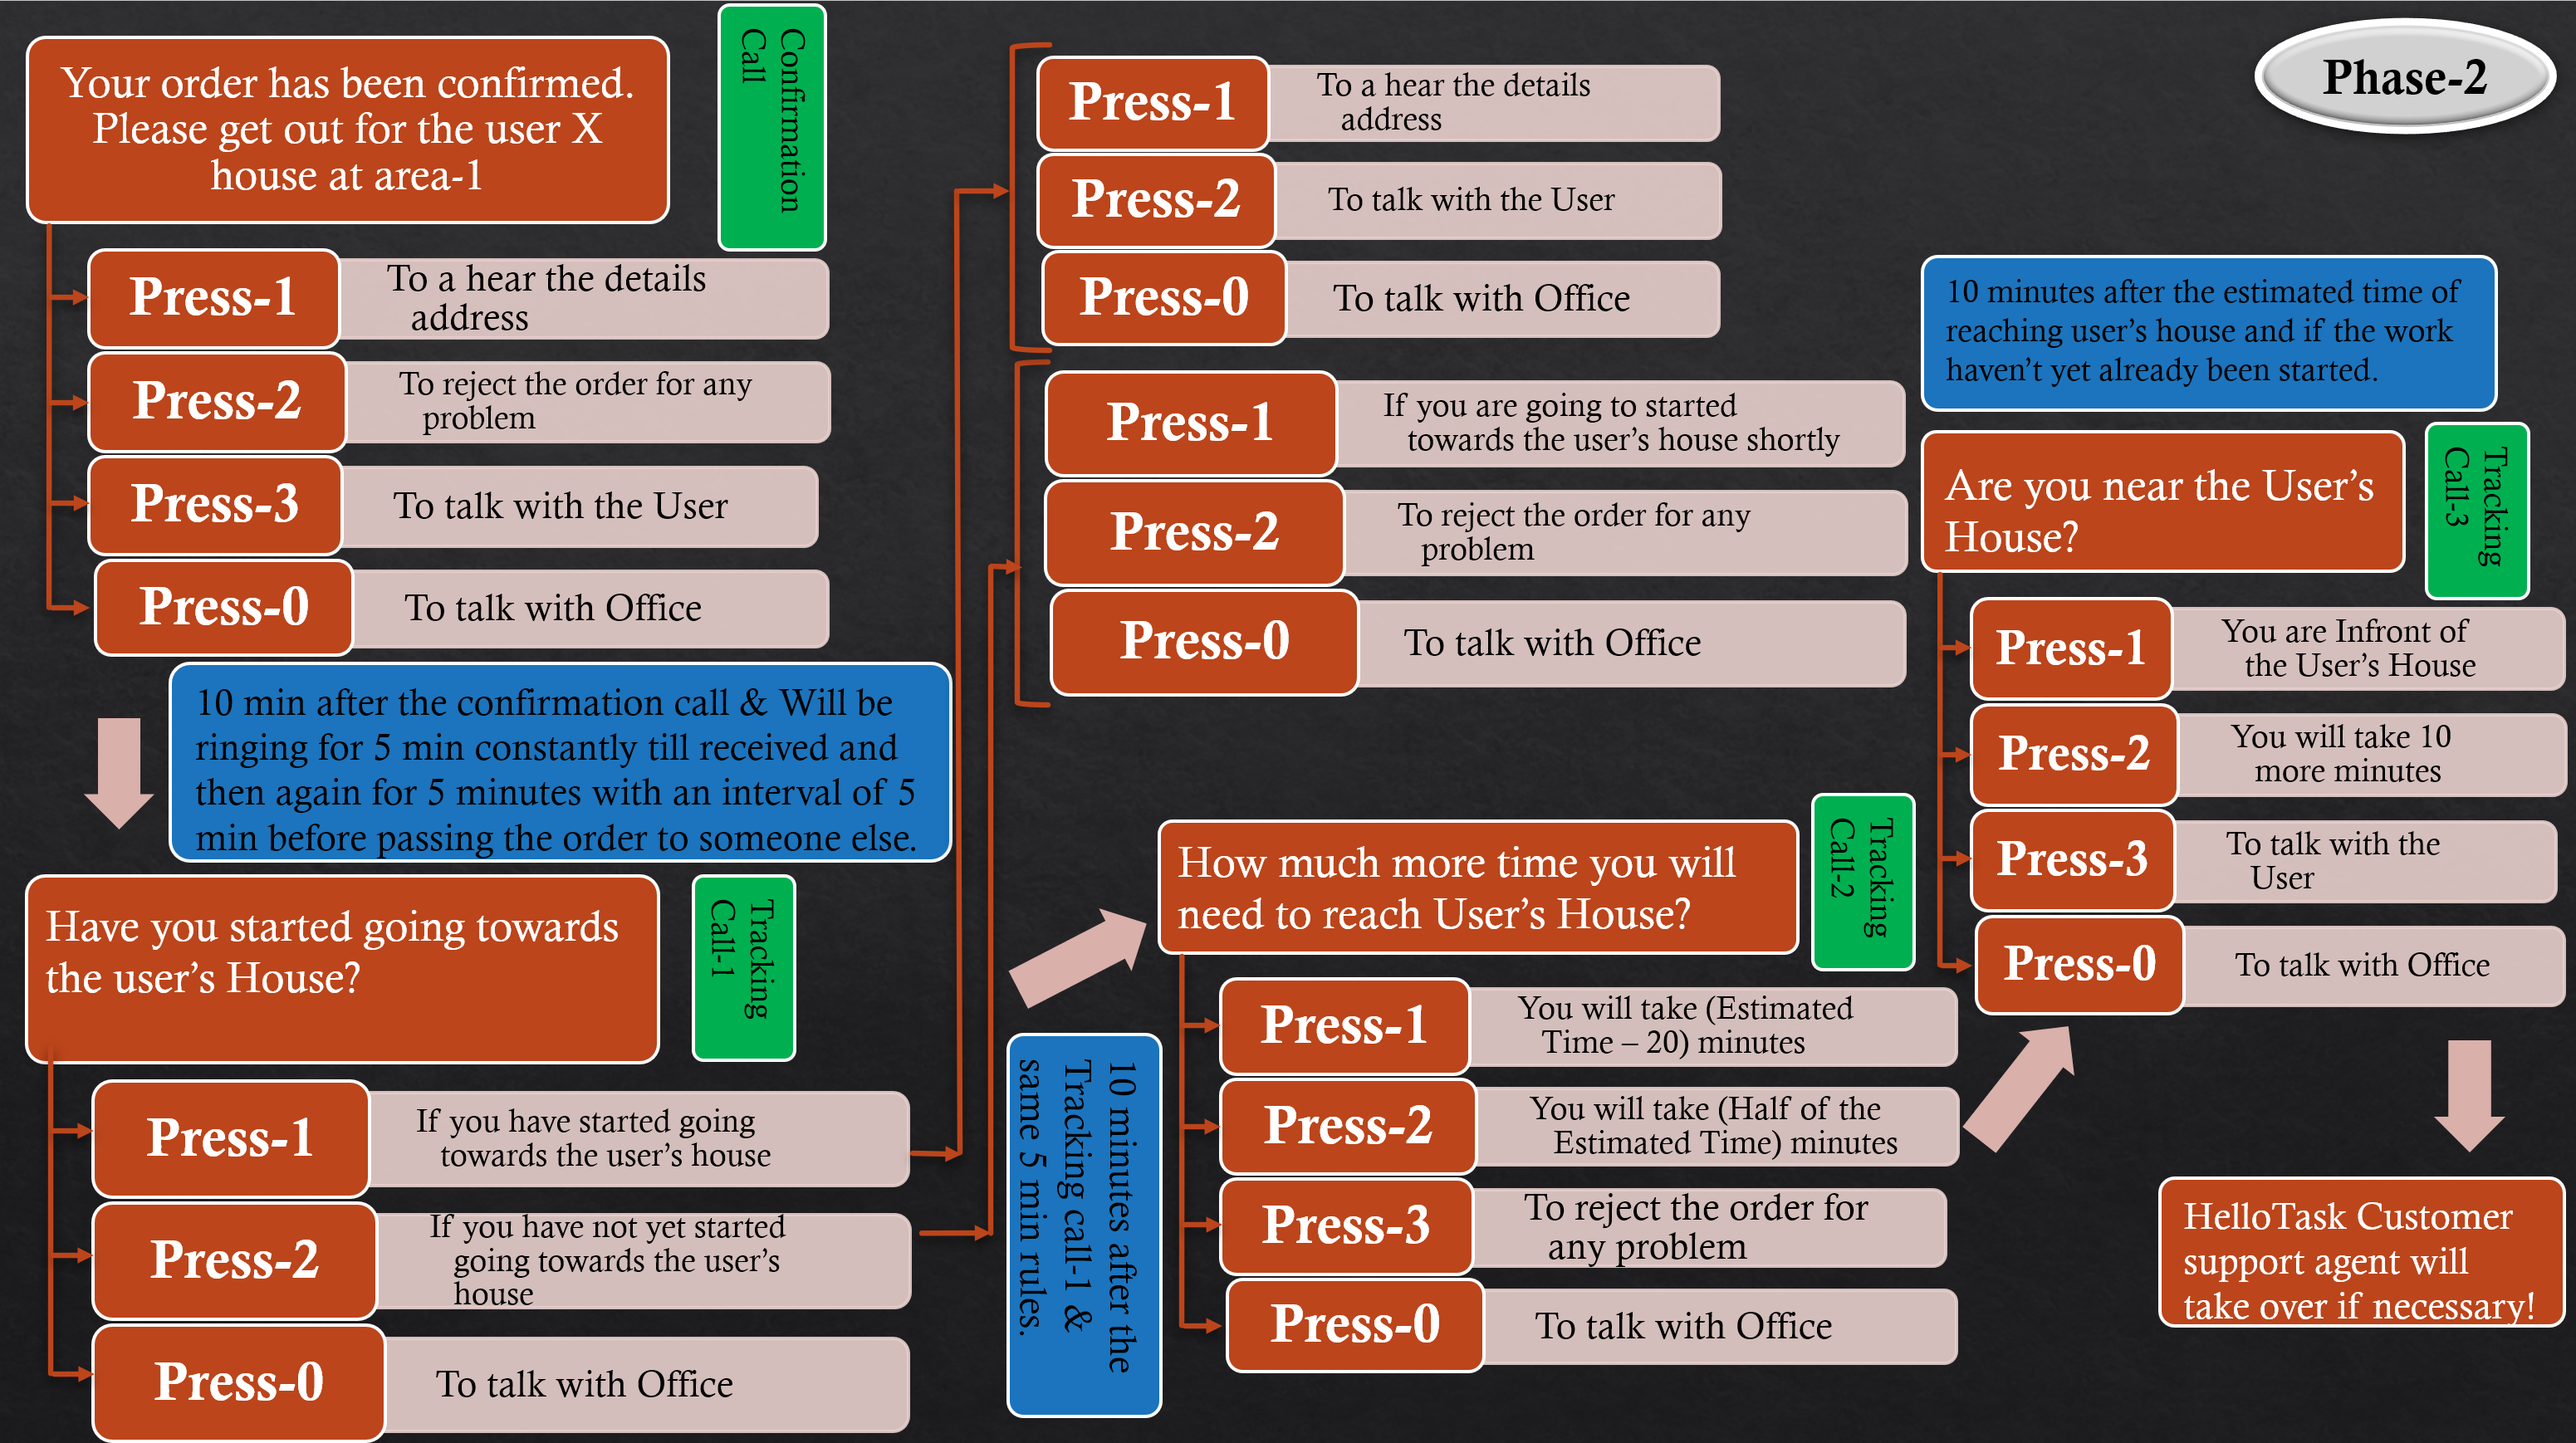 Your order has been confirmed.
Please get out for the user X
house at area-1
Confirmation
Call
Press-1
To a hear the details
address
Press-2
To reject the order for any
problem
Press-3
To talk with the User
Press-0
To talk with Office
10 min after the confirmation call & Will be
ringing for 5 min constantly till received and
then again for 5 minutes with an interval of 5
min before passing the order to someone else.
Have you started going towards
the user's House?
Tracking
Call-1
Press-1
If you have started going
towards the user's house
Press-2
If you have not yet started
going towards the user's
house
Press-0
To talk with Office
Press-1
To a hear the details
address
Press-2
To talk with the User
Press-0
To talk with Office
Press-1
If you are going to started
towards the user's house shortly
Press-2
To reject the order for any
problem
Press-0
To talk with Office
10 minutes after the
Tracking call-1 &
same 5 min rules.
How much more time you will
need to reach User's House?
Tracking
Call-2
Press-1
You will take (Estimated
Time – 20) minutes
Press-2
You will take (Half of the
Estimated Time) minutes
Press-3
To reject the order for
any problem
Press-0
To talk with Office
Phase-2
10 minutes after the estimated time of
reaching user's house and if the work
haven't yet already been started.
Are you near the User's
House?
Tracking
Call-3
Press-1
You are Infront of
the User's House
Press-2
You will take 10
more minutes
Press-3
To talk with the
User
Press-0
To talk with Office
HelloTask Customer
support agent will
take over if necessary!